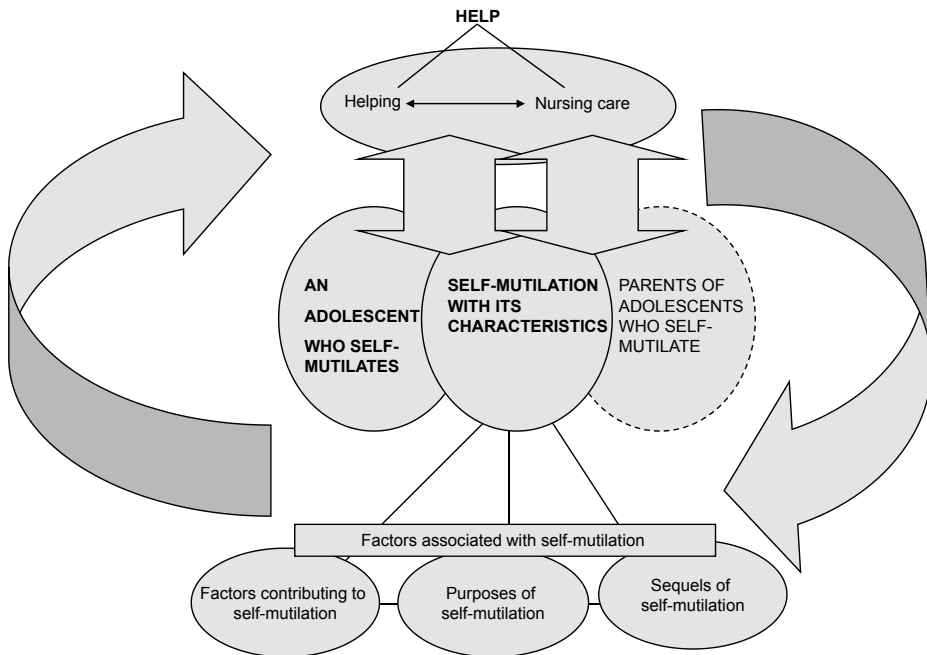 HELP
Helping
Nursing care
AN
ADOLESCENT
WHO SELF-
MUTILATES
SELF-MUTILATION
WITH ITS
CHARACTERISTICS
PARENTS OF
ADOLESCENTS
WHO SELF-
MUTILATE
Factors associated with self-mutilation
Factors contributing to
self-mutilation
Purposes of
self-mutilation
Sequels of
self-mutilation